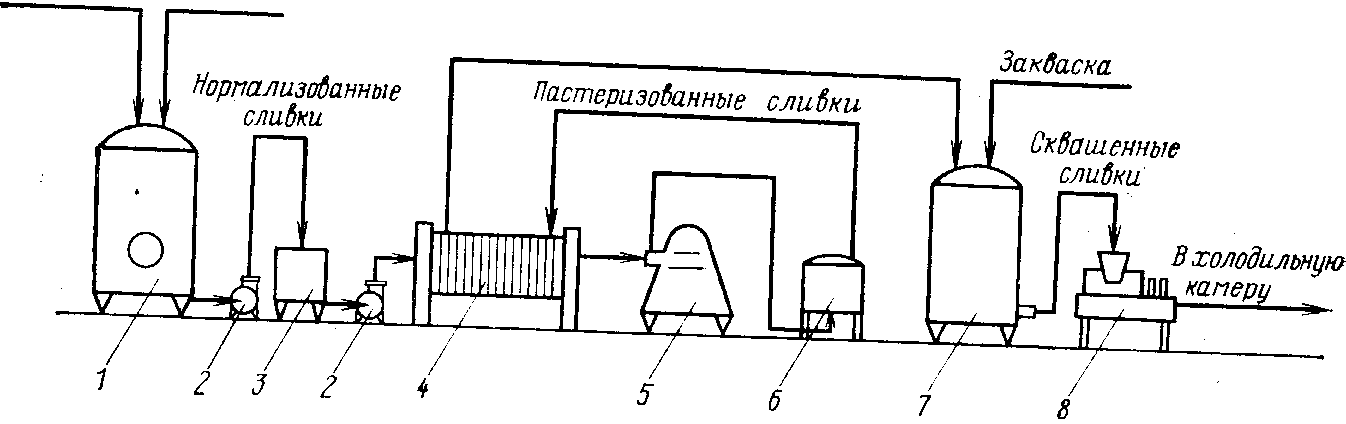 Нормализованные
сливки
Пастеризованные сливки
Закваска
Сквашенные
сливки
В холодильную
камеру
1
2
3
2
4
5
6
7
8